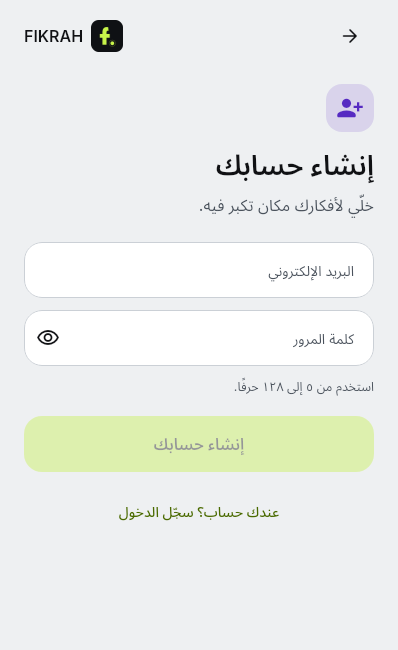 FIKRAH f.
إنشاء حسابك
خلّي لأفكارك مكان تكبر فيه.
البريد الإلكتروني
كلمة المرور
استخدم من ٥ إلى ١٢٨ حرفًا.
إنشاء حسابك
عندك حساب؟ سجّل الدخول